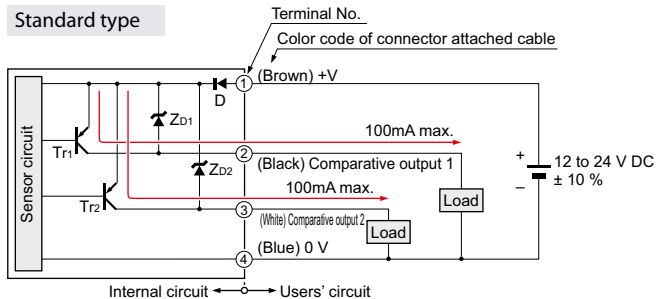 Standard type
Terminal No.
Color code of connector attached cable
1 (Brown) +V
D
ZD1
100mA max.
Tr1
2 (Black) Comparative output 1
ZD2
100mA max.
Tr2
3 (White) Comparative output 2
Load
Load
+
–
12 to 24 V DC
± 10 %
Sensor circuit
4 (Blue) 0 V
Internal circuit
Users' circuit